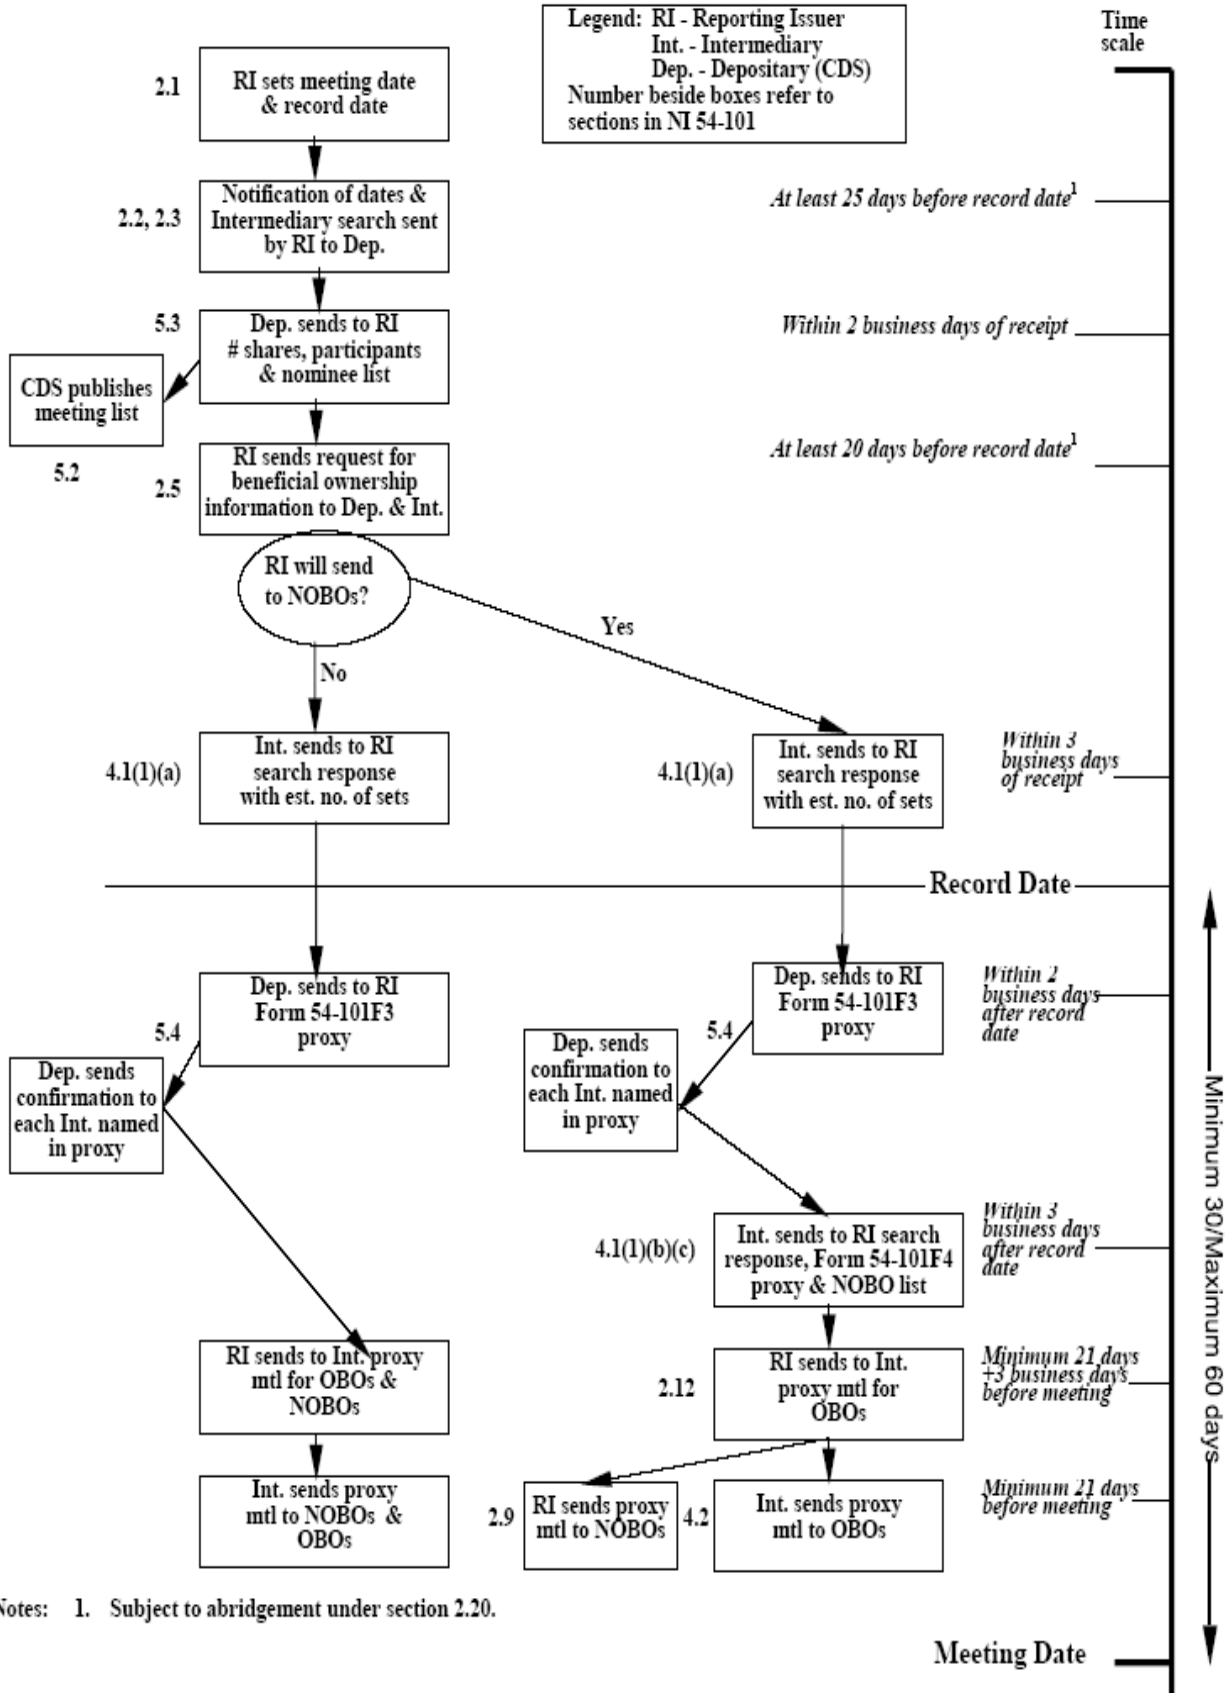 Legend: RI - Reporting Issuer
Int. - Intermediary
Dep. - Depositary (CDS)
Number beside boxes refer to
sections in NI 54-101
Time
scale
2.1
RI sets meeting date
& record date
2.2, 2.3
Notification of dates &
Intermediary search sent
by RI to Dep.
At least 25 days before record date1
5.3
Dep. sends to RI
# shares, participants
& nominee list
Within 2 business days of receipt
CDS publishes
meeting list
5.2
2.5
RI sends request for
beneficial ownership
information to Dep. & Int.
At least 20 days before record date1
RI will send
to NOBOs?
Yes
No
4.1(1)(a)
Int. sends to RI
search response
with est. no. of sets
4.1(1)(a)
Int. sends to RI
search response
with est. no. of sets
Within 3
business days
of receipt
Record Date
Dep. sends to RI
Form 54-101F3
proxy
5.4
Dep. sends
confirmation to
each Int. named
in proxy
Dep. sends to RI
Form 54-101F3
proxy
5.4
Dep. sends
confirmation to
each Int. named
in proxy
Within 2
business days
after record
date
Minimum 30/Maximum 60 days
4.1(1)(b)(c)
Int. sends to RI search
response, Form 54-101F4
proxy & NOBO list
Within 3
business days
after record
date
RI sends to Int. proxy
mtl for OBOs &
NOBOs
2.12
RI sends to Int.
proxy mtl for
OBOs
Minimum 21 days
+3 business days
before meeting
Int. sends proxy
mtl to NOBOs &
OBOs
2.9
RI sends proxy
mtl to NOBOs
4.2
Int. sends proxy
mtl to OBOs
Minimum 21 days
before meeting
Notes: 1. Subject to abridgement under section 2.20.
Meeting Date